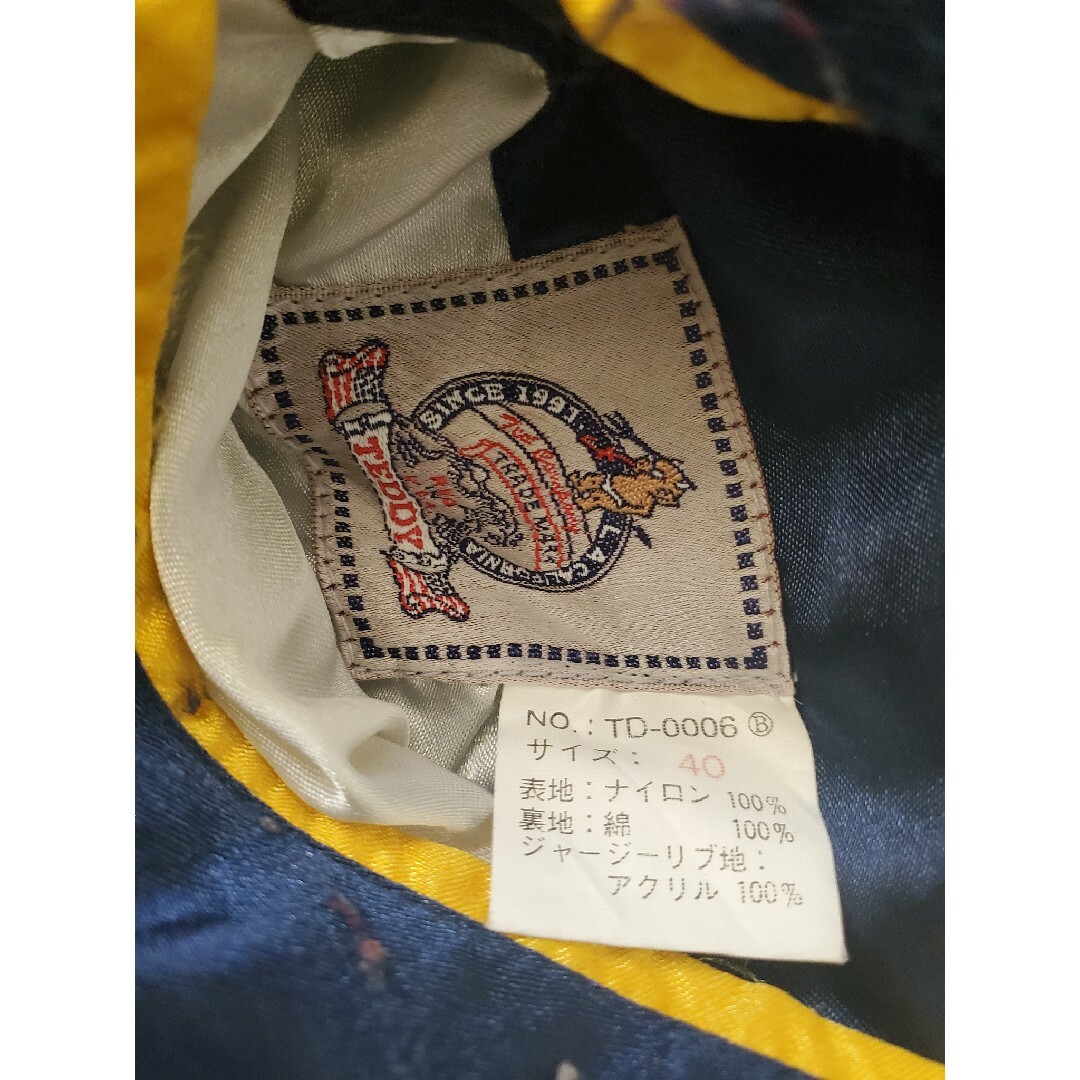 SINCE 1991
TRADE MARK
L.A. CALIFORNIA
TEDDY
NO.: TD-0006 Ⓑ
サイズ: 40
表地:ナイロン 100%
裏地:綿 100%
ジャージーリブ地:
アクリル 100%